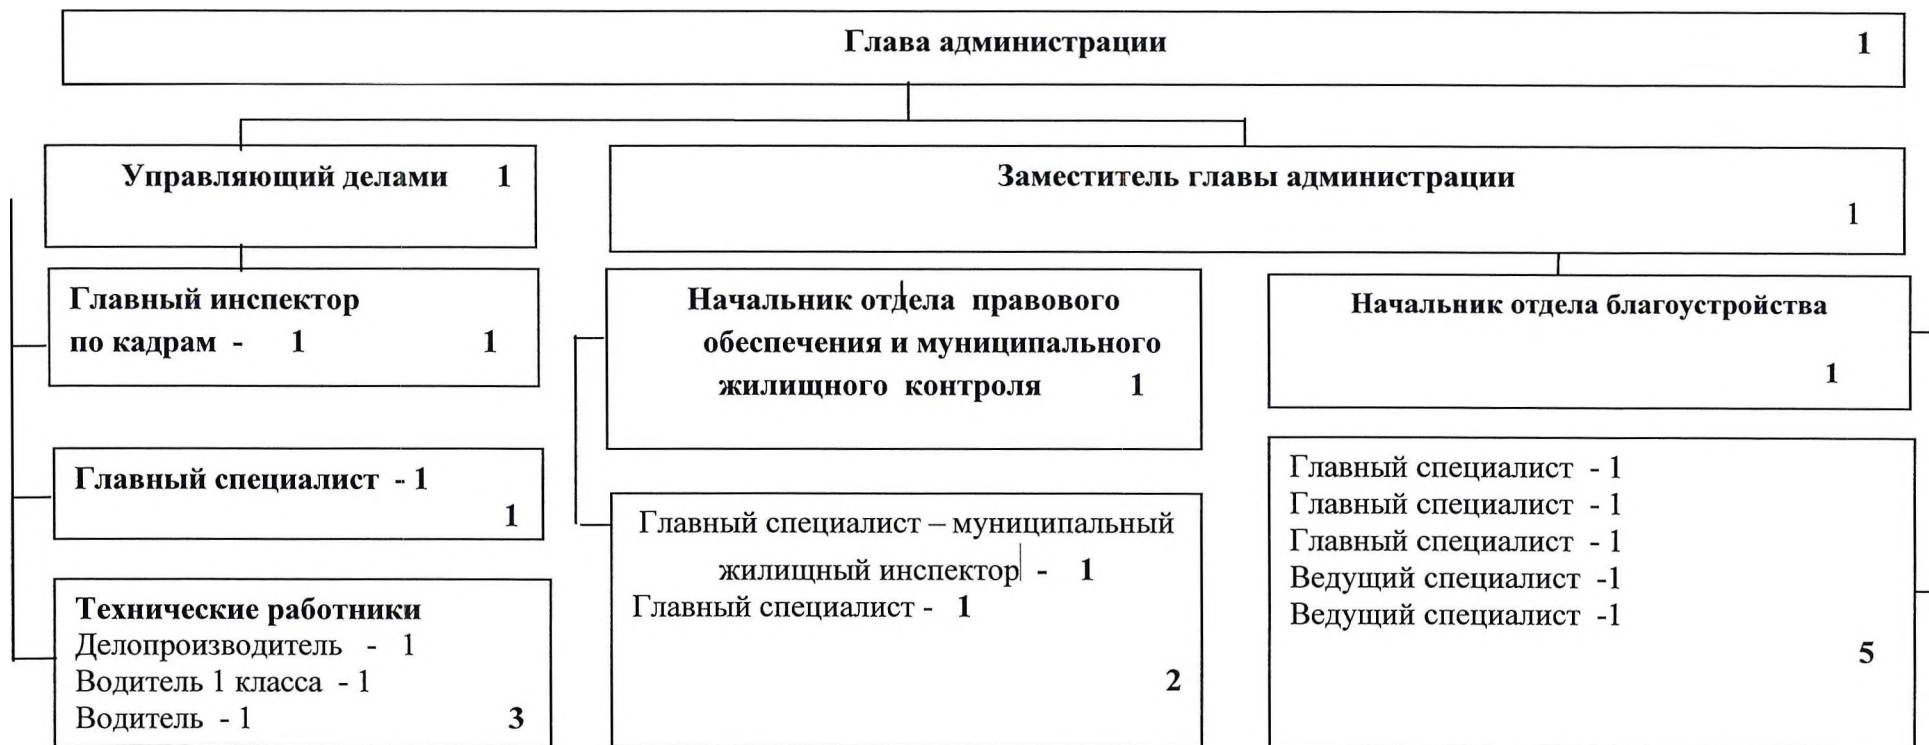 Глава администрации 1
Управляющий делами 1
Заместитель главы администрации
1
Главный инспектор
по кадрам - 1 1
Начальник отдела правового
обеспечения и муниципального
жилищного контроля 1
Начальник отдела благоустройства
1
Главный специалист - 1
1
Главный специалист – муниципальный
жилищный инспектор - 1
Главный специалист - 1
2
Главный специалист - 1
Главный специалист - 1
Главный специалист - 1
Ведущий специалист -1
Ведущий специалист -1
5
Технические работники
Делопроизводитель - 1
Водитель 1 класса - 1
Водитель - 1 3